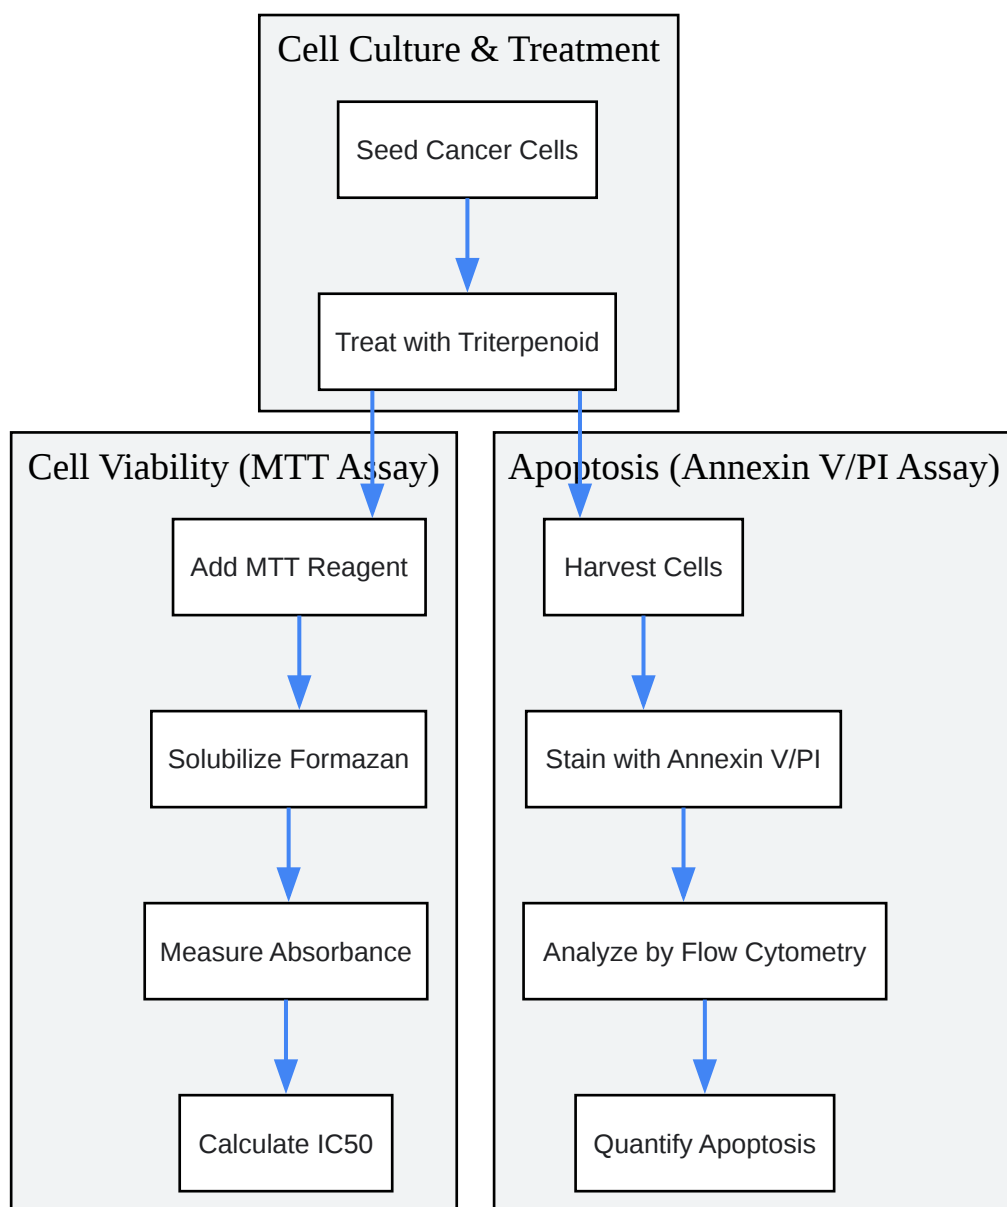 Cell Culture & Treatment
Seed Cancer Cells
Treat with Triterpenoid
Cell Viability (MTT Assay)
Add MTT Reagent
Solubilize Formazan
Measure Absorbance
Calculate IC50
Apoptosis (Annexin V/PI Assay)
Harvest Cells
Stain with Annexin V/PI
Analyze by Flow Cytometry
Quantify Apoptosis